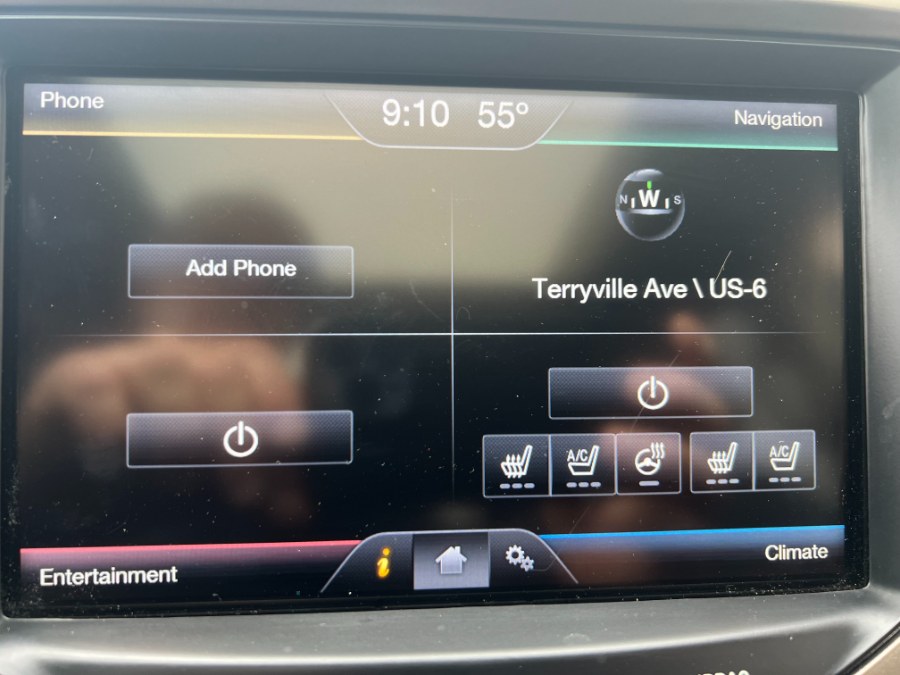 Phone
9:10 55°
Navigation
N W S
Add Phone
Terryville Ave \ US-6
A/C
A/C
Entertainment
i
Climate